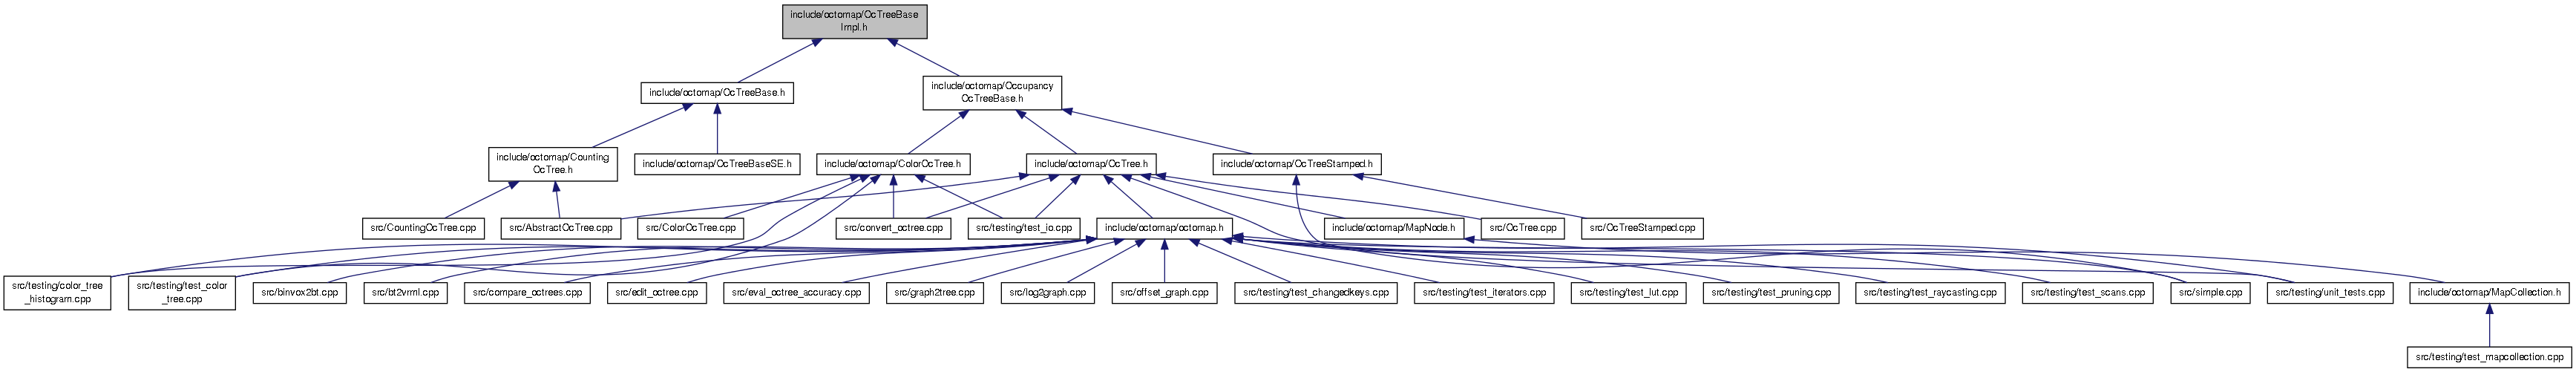 include/octomap/OcTreeBase
Impl.h
include/octomap/OcTreeBase.h
include/octomap/Occupancy
OcTreeBase.h
include/octomap/Counting
OcTree.h
include/octomap/OcTreeBaseSE.h
include/octomap/ColorOcTree.h
include/octomap/OcTree.h
include/octomap/OcTreeStamped.h
src/CountingOcTree.cpp
src/AbstractOcTree.cpp
src/ColorOcTree.cpp
src/convert_octree.cpp
src/testing/test_io.cpp
include/octomap/octomap.h
include/octomap/MapNode.h
src/OcTree.cpp
src/OcTreeStamped.cpp
src/testing/color_tree
_histogram.cpp
src/testing/test_color
_tree.cpp
src/binvox2bt.cpp
src/bt2vrml.cpp
src/compare_octrees.cpp
src/edit_octree.cpp
src/eval_octree_accuracy.cpp
src/graph2tree.cpp
src/log2graph.cpp
src/offset_graph.cpp
src/testing/test_changedkeys.cpp
src/testing/test_iterators.cpp
src/testing/test_lut.cpp
src/testing/test_pruning.cpp
src/testing/test_raycasting.cpp
src/testing/test_scans.cpp
src/simple.cpp
src/testing/unit_tests.cpp
include/octomap/MapCollection.h
src/testing/test_mapcollection.cpp